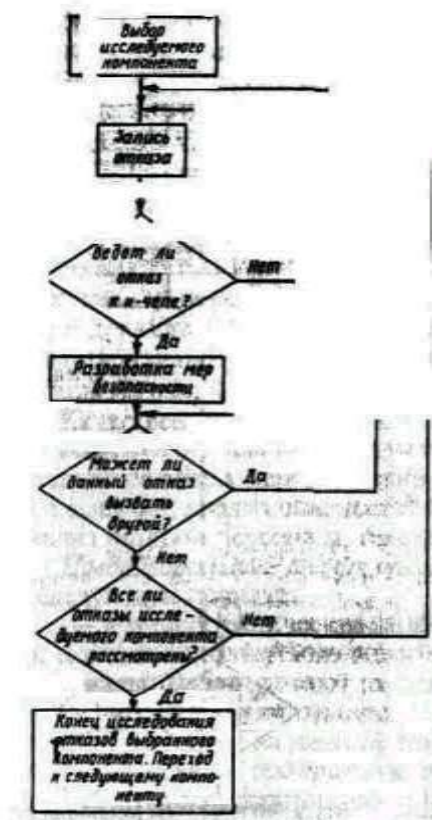 Выбор
исследуемого
компонента
Запись
отказа
Ведет ли
отказ
к н-чепе?
Нет
Да
Разработка мер
безопасности
Может ли
данный отказ
вызвать
другой?
Да
Нет
Все ли
отказы иссле-
дуемого компонента
рассмотрены?
Нет
Да
Конец исследования
отказов выбранного
компонента. Переход
к следующему компо-
ненту